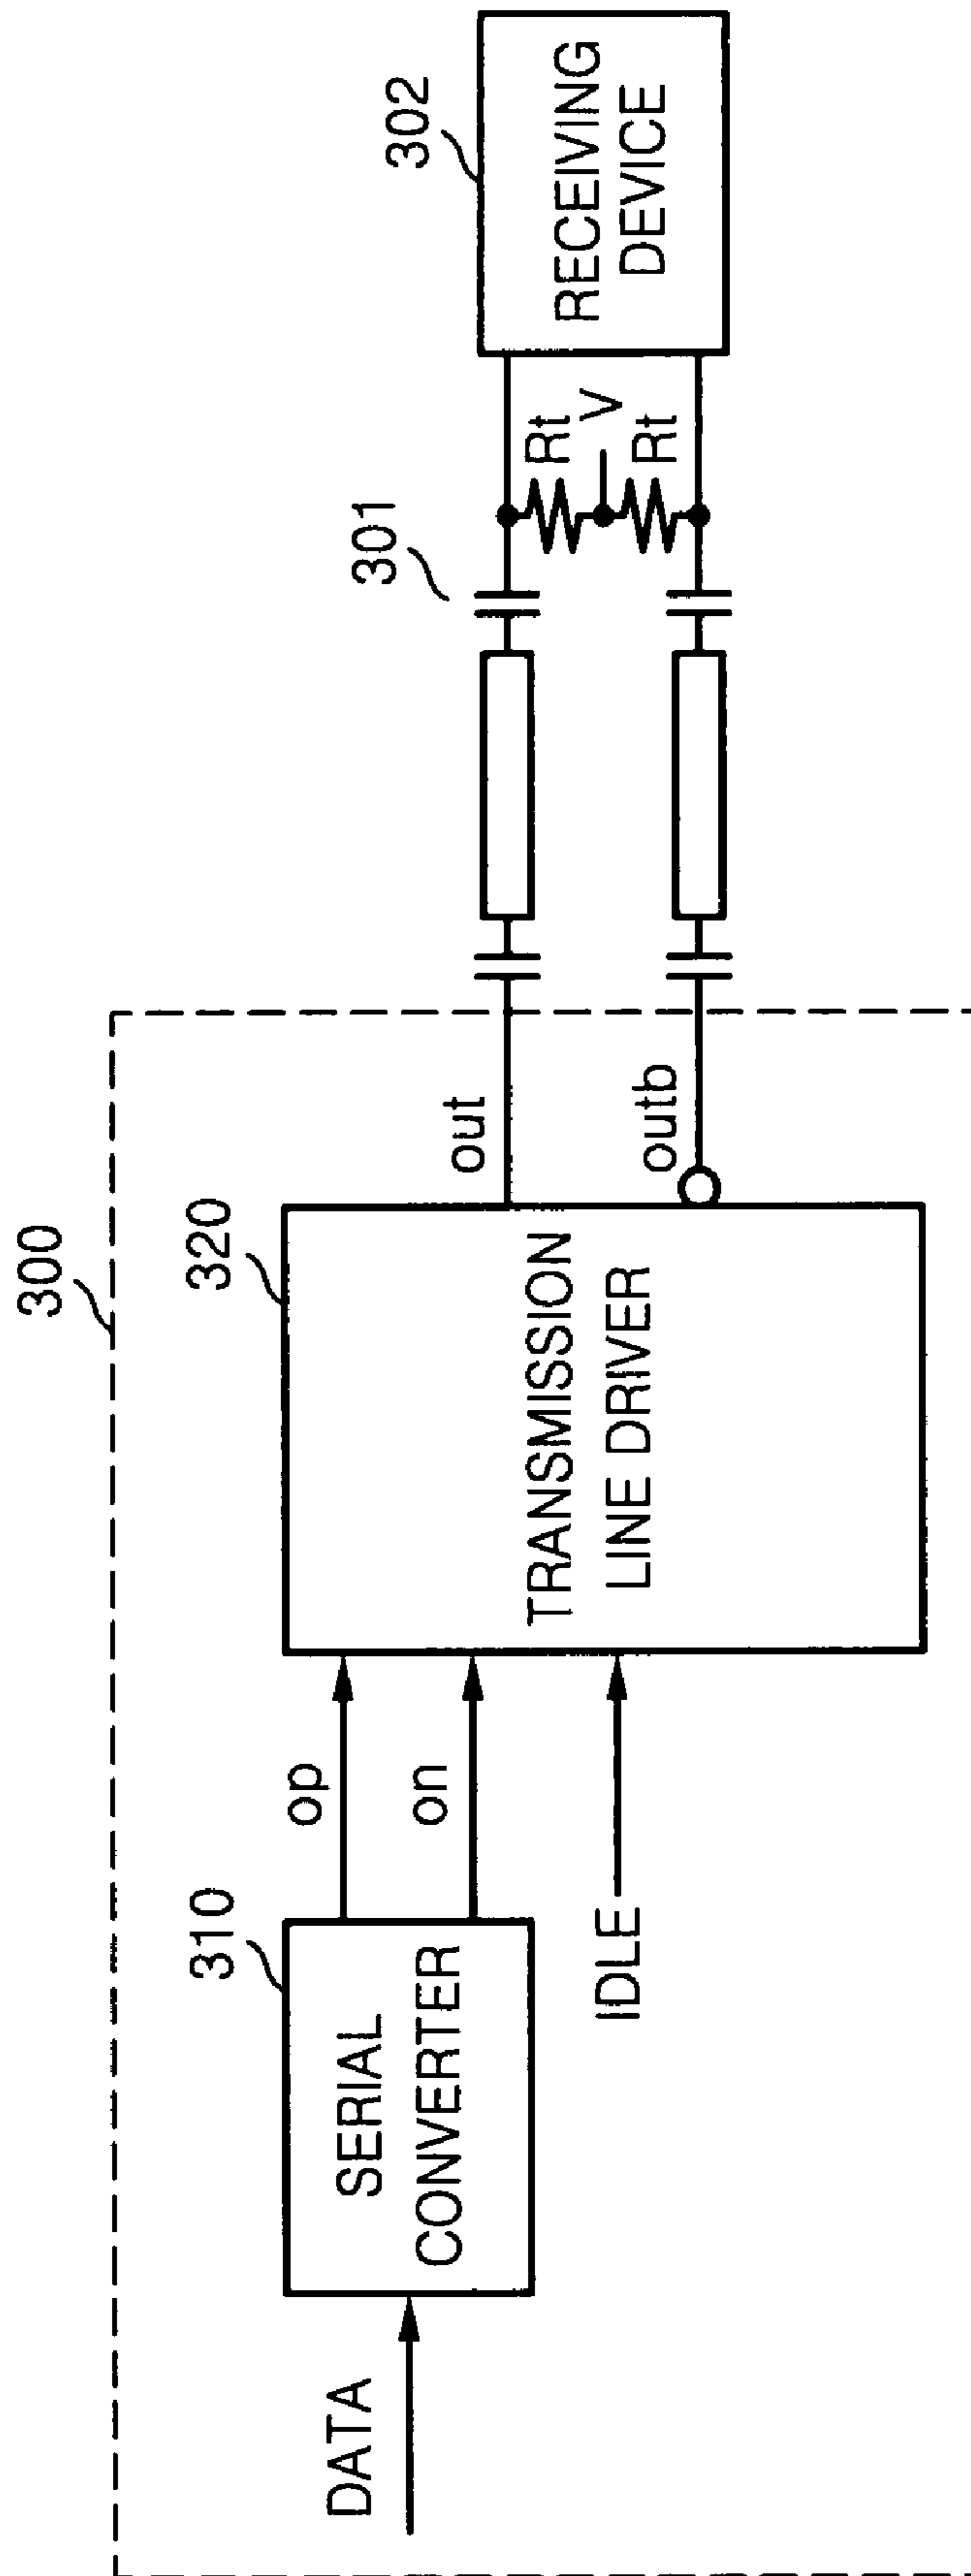 300
310
320
301
302
DATA
SERIAL
CONVERTER
op
on
IDLE
TRANSMISSION
LINE DRIVER
out
outb
Rt
V
Rt
RECEIVING
DEVICE